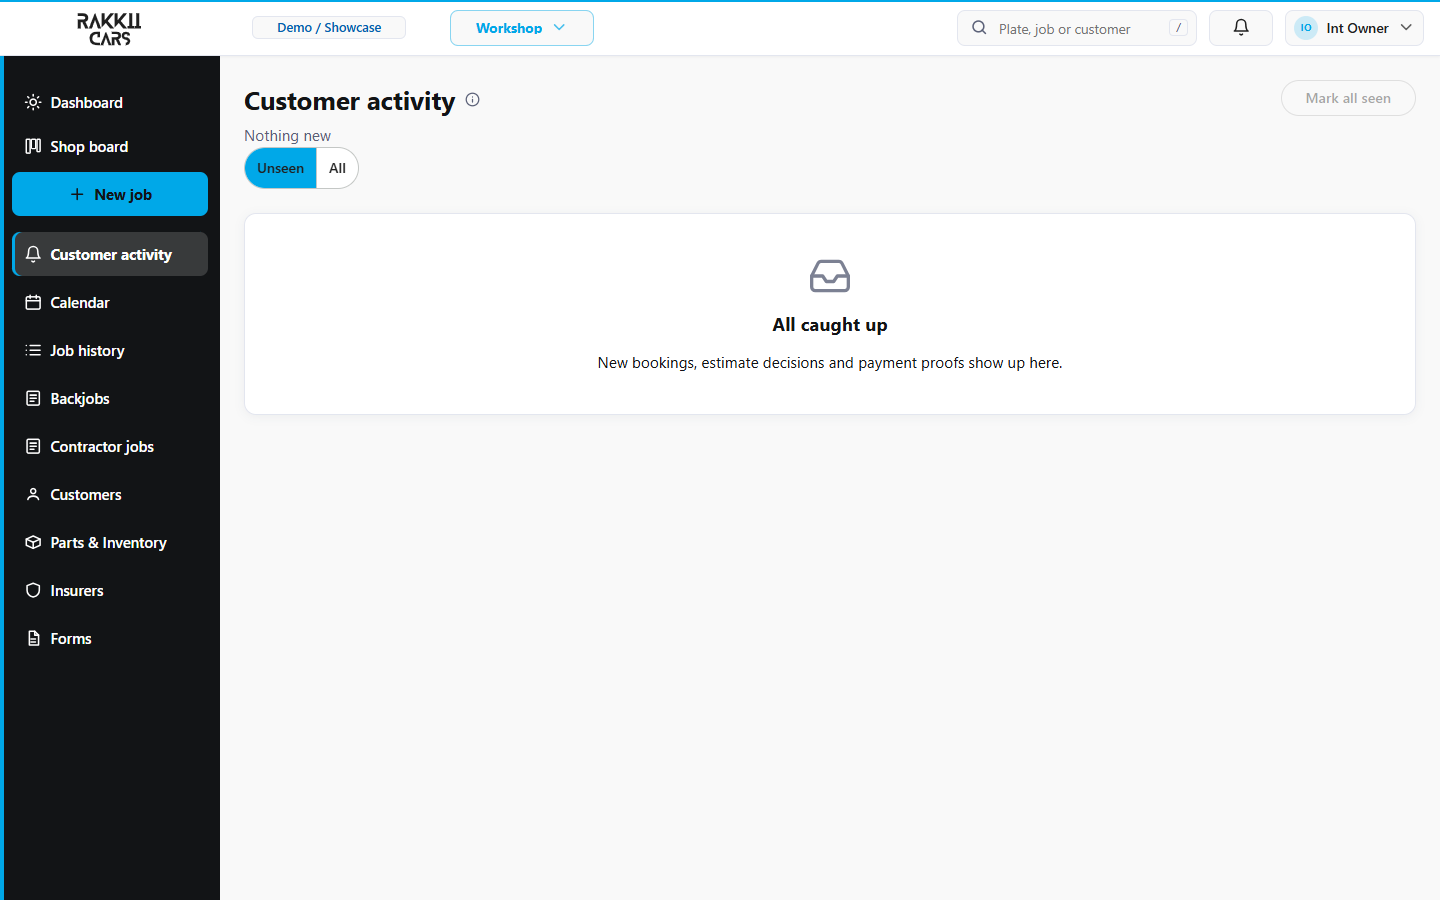 RAKKII
CARS
Demo / Showcase
Workshop
Plate, job or customer
/
IO
Int Owner
Dashboard
Shop board
+ New job
Customer activity
Calendar
Job history
Backjobs
Contractor jobs
Customers
Parts & Inventory
Insurers
Forms
Customer activity
Mark all seen
Nothing new
Unseen
All
All caught up
New bookings, estimate decisions and payment proofs show up here.